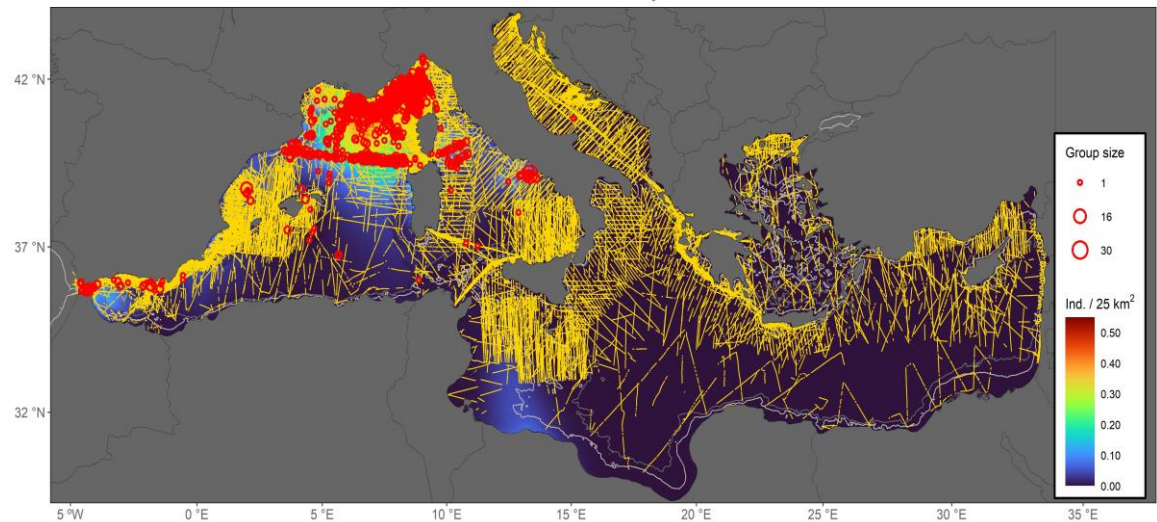 42 °N
37 °N
32 °N
5 °W
0 °E
5 °E
10 °E
15 °E
20 °E
25 °E
30 °E
35 °E
Group size
1
16
30
Ind. / 25 km²
0.50
0.40
0.30
0.20
0.10
0.00